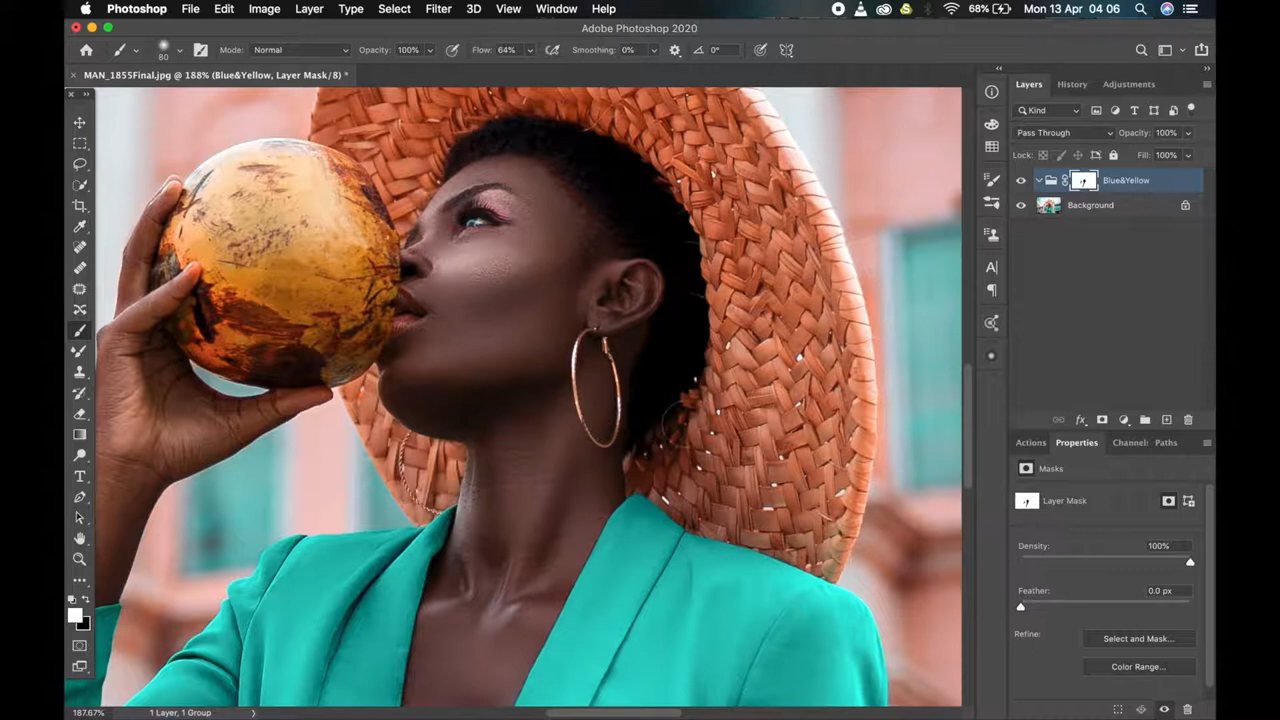 Photoshop File Edit Image Layer Type Select Filter 3D View Window Help 68% Mon 13 Apr 04 06
Adobe Photoshop 2020
80 Mode: Normal Opacity: 100% Flow: 64% Smoothing: 0% 0°
× MAN_1855Final.jpg @ 188% (Blue&Yellow, Layer Mask/8) *
Layers History Adjustments
Kind
Pass Through Opacity: 100%
Lock: Fill: 100%
Blue&Yellow
Background
Actions Properties Channel: Paths
Masks
Layer Mask
Density: 100%
Feather: 0.0 px
Refine: Select and Mask...
Color Range...
187.67% 1 Layer, 1 Group